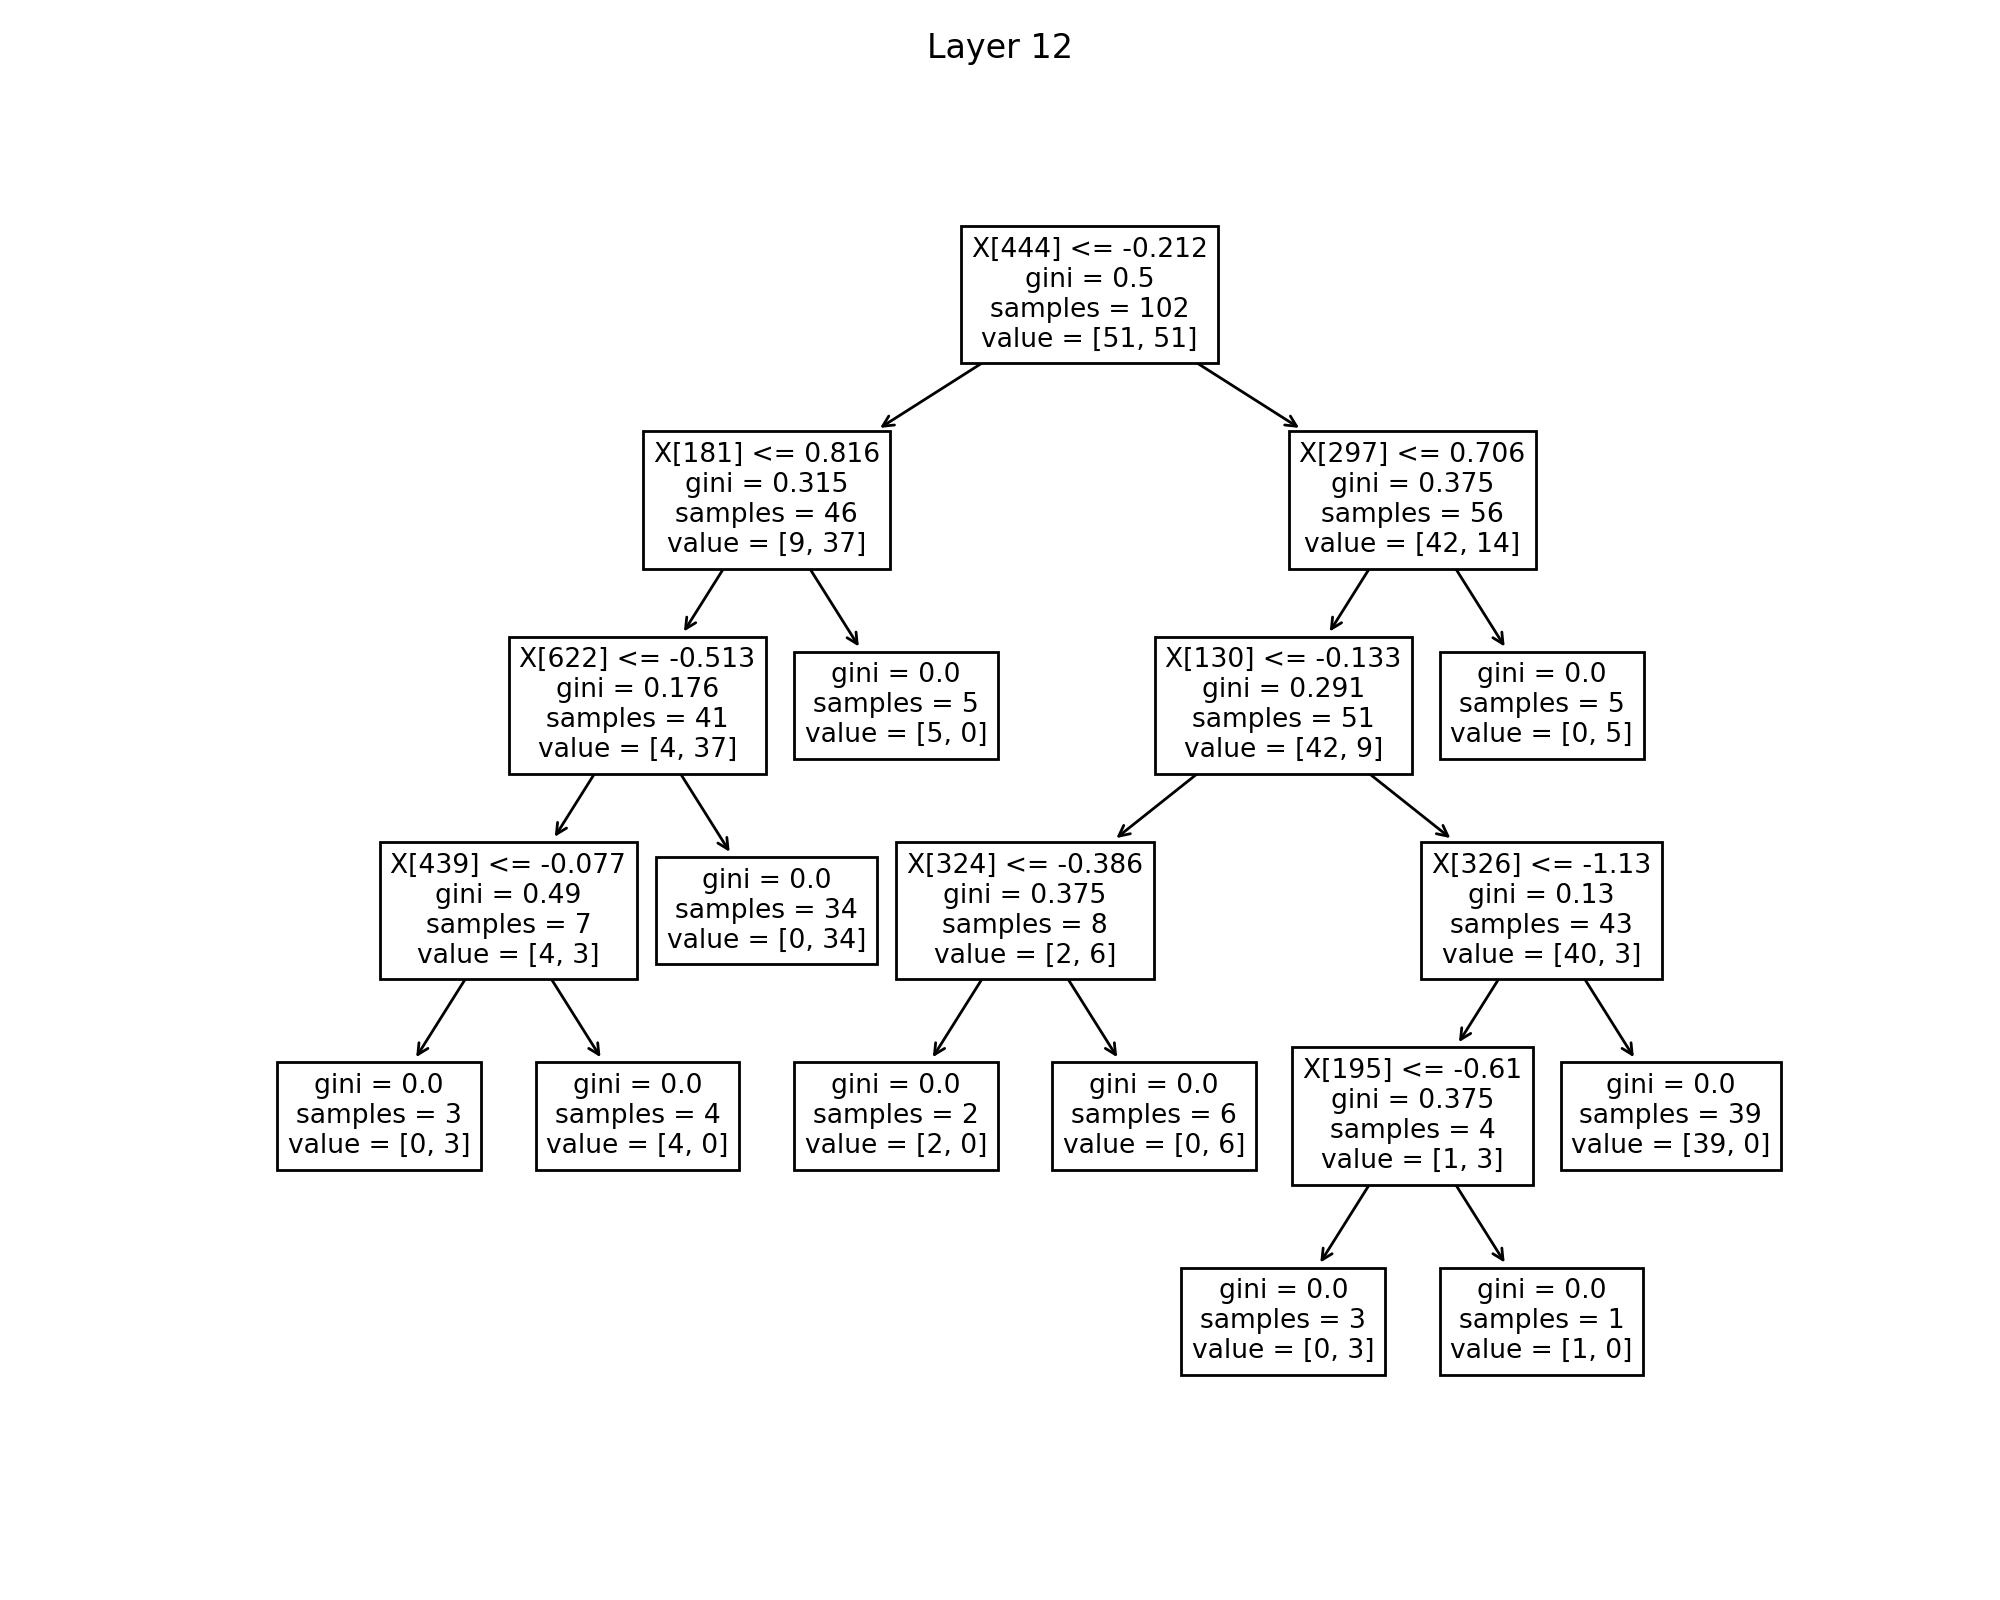 Layer 12
X[444] <= -0.212
gini = 0.5
samples = 102
value = [51, 51]
X[181] <= 0.816
gini = 0.315
samples = 46
value = [9, 37]
X[297] <= 0.706
gini = 0.375
samples = 56
value = [42, 14]
X[622] <= -0.513
gini = 0.176
samples = 41
value = [4, 37]
gini = 0.0
samples = 5
value = [5, 0]
X[130] <= -0.133
gini = 0.291
samples = 51
value = [42, 9]
gini = 0.0
samples = 5
value = [0, 5]
X[439] <= -0.077
gini = 0.49
samples = 7
value = [4, 3]
gini = 0.0
samples = 34
value = [0, 34]
X[324] <= -0.386
gini = 0.375
samples = 8
value = [2, 6]
X[326] <= -1.13
gini = 0.13
samples = 43
value = [40, 3]
gini = 0.0
samples = 3
value = [0, 3]
gini = 0.0
samples = 4
value = [4, 0]
gini = 0.0
samples = 2
value = [2, 0]
gini = 0.0
samples = 6
value = [0, 6]
X[195] <= -0.61
gini = 0.375
samples = 4
value = [1, 3]
gini = 0.0
samples = 39
value = [39, 0]
gini = 0.0
samples = 3
value = [0, 3]
gini = 0.0
samples = 1
value = [1, 0]